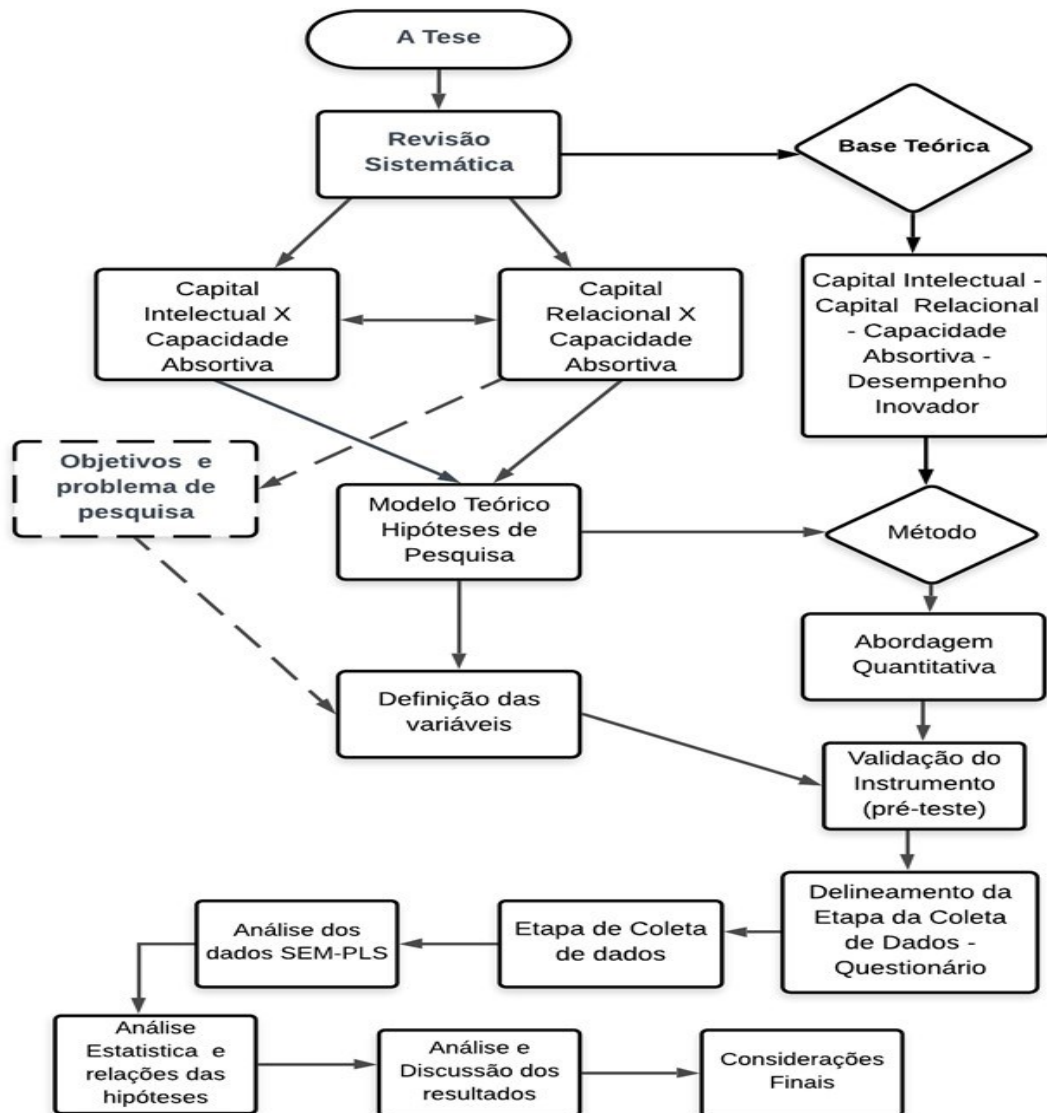 A Tese
Revisão
Sistemática
Base Teórica
Capital
Intelectual X
Capacidade
Absortiva
Capital
Relacional X
Capacidade
Absortiva
Capital Intelectual -
Capital Relacional
- Capacidade
Absortiva -
Desempenho
Inovador
Objetivos e
problema de
pesquisa
Modelo Teórico
Hipóteses de
Pesquisa
Método
Abordagem
Quantitativa
Definição das
variáveis
Validação do
Instrumento
(pré-teste)
Delineamento da
Etapa da Coleta
de Dados -
Questionário
Etapa de Coleta
de dados
Análise dos
dados SEM-PLS
Análise
Estatistica e
relações das
hipóteses
Análise e
Discussão dos
resultados
Considerações
Finais